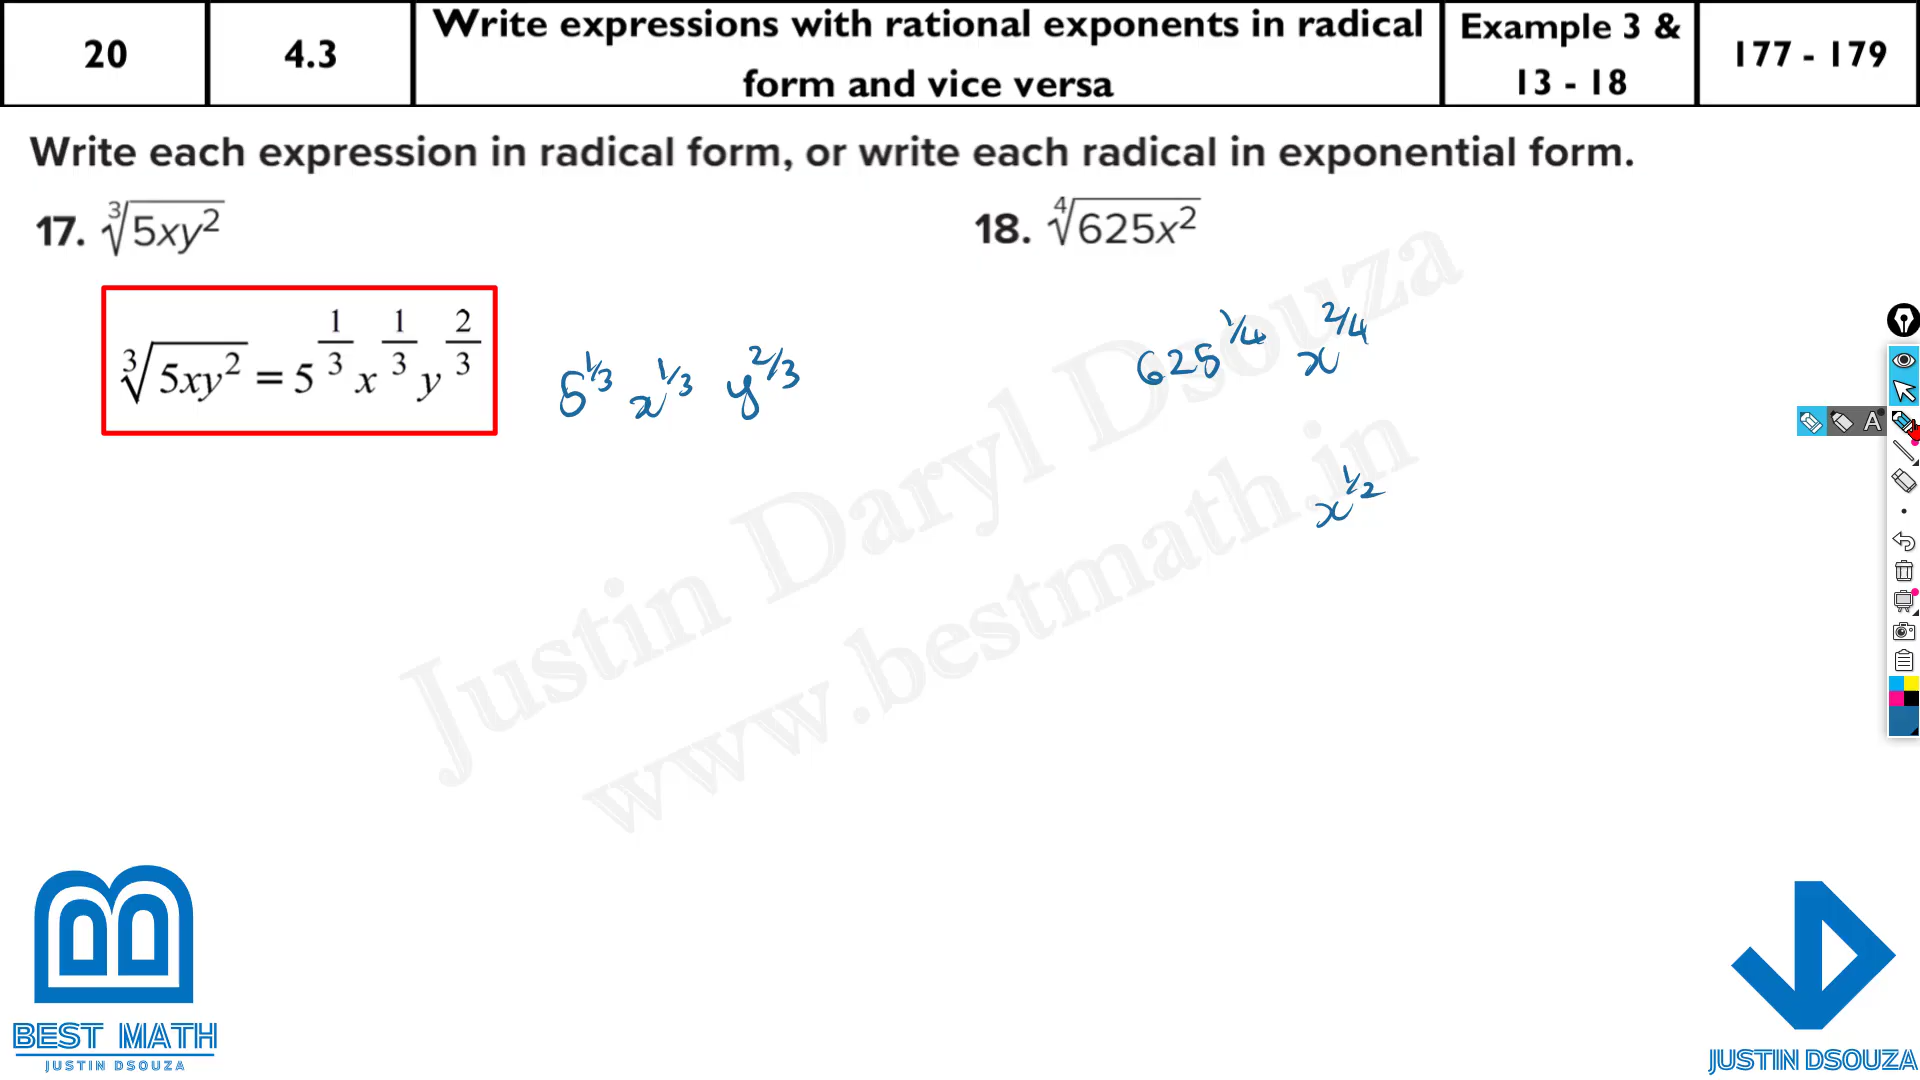 20
4.3
Write expressions with rational exponents in radical
form and vice versa
Example 3 &
13 - 18
177 - 179
Write each expression in radical form, or write each radical in exponential form.
17. ∛(5xy²)
18. ∜(625x²)
∛(5xy²) = 5^(1/3) x^(1/3) y^(2/3)
5^(1/3) x^(1/3) y^(2/3)
625^(1/4) x^(2/4)
x^(1/2)
Justin Daryl Dsouza
www.bestmath.in
A
BEST MATH
JUSTIN DSOUZA
JUSTIN DSOUZA